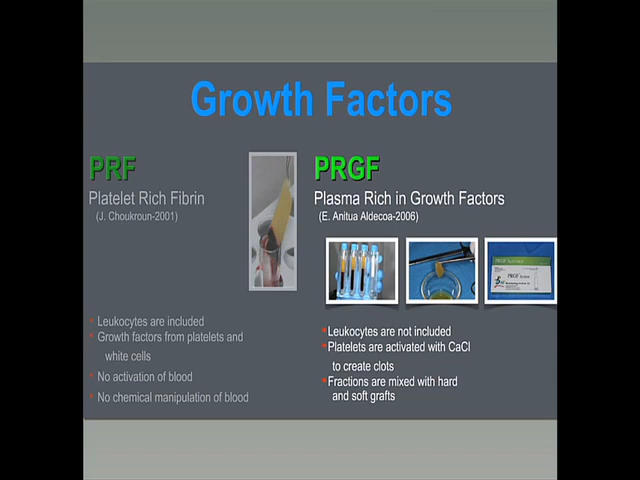 Growth Factors
PRF
Platelet Rich Fibrin
(J. Choukroun-2001)
Leukocytes are included
Growth factors from platelets and
white cells
No activation of blood
No chemical manipulation of blood
PRGF
Plasma Rich in Growth Factors
(E. Anitua Aldecoa-2006)
PRGF
Leukocytes are not included
Platelets are activated with CaCl
to create clots
Fractions are mixed with hard
and soft grafts